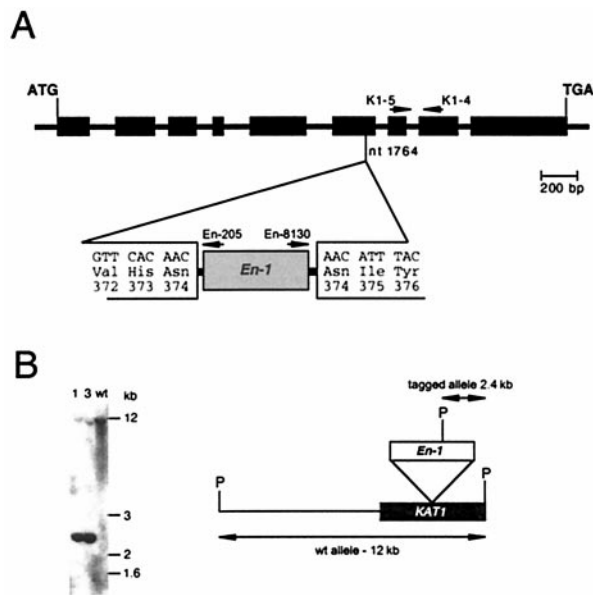 A
ATG
K1-5
K1-4
TGA
nt 1764
200 bp
En-205
En-8130
GTT CAC AAC
Val His Asn
372 373 374
En-1
AAC ATT TAC
Asn Ile Tyr
374 375 376
B
1 3 wt kb
12
3
2
1.6
tagged allele 2.4 kb
P
En-1
P
P
KAT1
wt allele - 12 kb